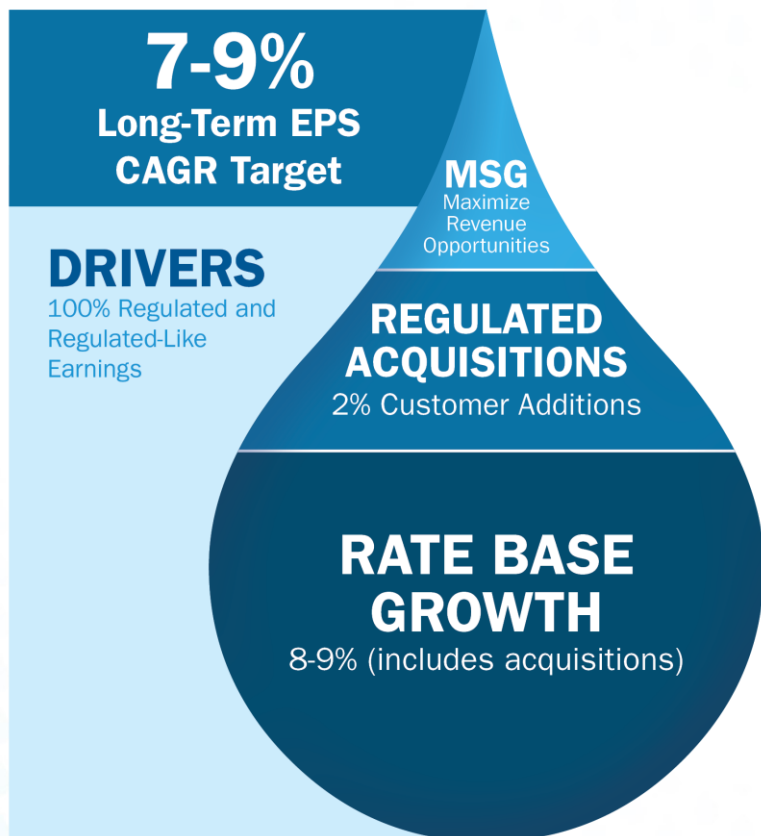 7-9%
Long-Term EPS
CAGR Target
DRIVERS
100% Regulated and
Regulated-Like
Earnings
MSG
Maximize
Revenue
Opportunities
REGULATED
ACQUISITIONS
2% Customer Additions
RATE BASE
GROWTH
8-9% (includes acquisitions)